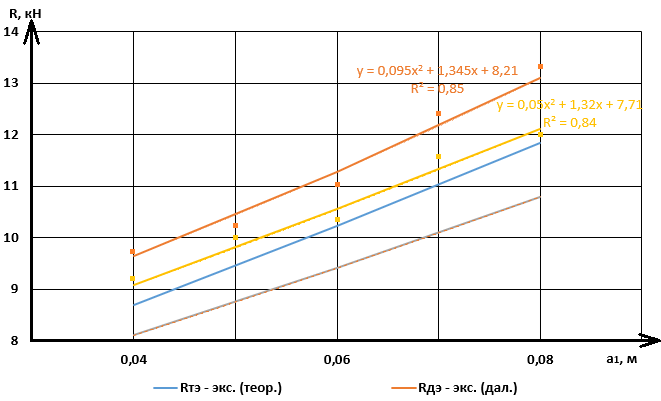 R, кН
14
13
12
11
10
9
8
y = 0,095x² + 1,345x + 8,21
R² = 0,85
y = 0,05x² + 1,32x + 7,71
R² = 0,84
0,04
0,06
0,08
a₁, м
Rтэ - экс. (теор.)
Rдэ - экс. (дал.)